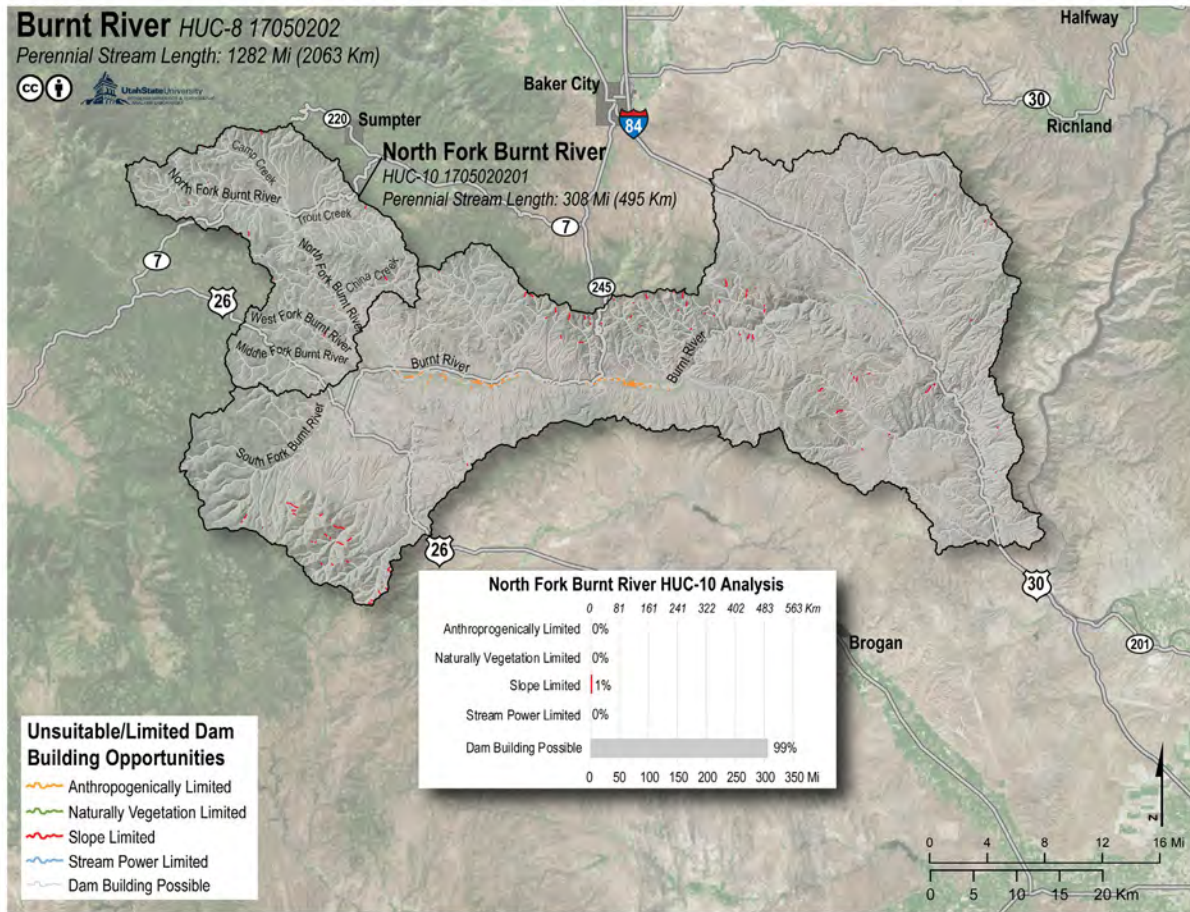 Burnt River HUC-8 17050202
Perennial Stream Length: 1282 Mi (2063 Km)
cc
UtahStateUniversity
Halfway
Baker City
84
30
Richland
220
Sumpter
North Fork Burnt River
HUC-10 1705020201
Perennial Stream Length: 308 Mi (495 Km)
Camp Creek
North Fork Burnt River
Trout Creek
7
7
North Fork Burnt River
China Creek
245
26
West Fork Burnt River
Middle Fork Burnt River
Burnt River
Burnt River
South Fork Burnt River
26
30
Brogan
201
North Fork Burnt River HUC-10 Analysis
0 81 161 241 322 402 483 563 Km
Anthroprogenically Limited 0%
Naturally Vegetation Limited 0%
Slope Limited 1%
Stream Power Limited 0%
Dam Building Possible 99%
0 50 100 150 200 250 300 350 Mi
Unsuitable/Limited Dam
Building Opportunities
Anthropogenically Limited
Naturally Vegetation Limited
Slope Limited
Stream Power Limited
Dam Building Possible
N
0 4 8 12 16 Mi
0 5 10 15 20 Km